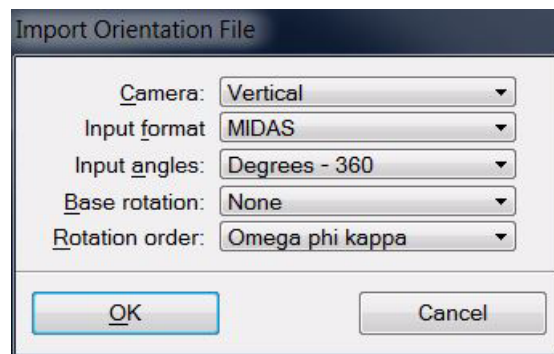 Import Orientation File
Camera: Vertical
Input format MIDAS
Input angles: Degrees - 360
Base rotation: None
Rotation order: Omega phi kappa
OK Cancel